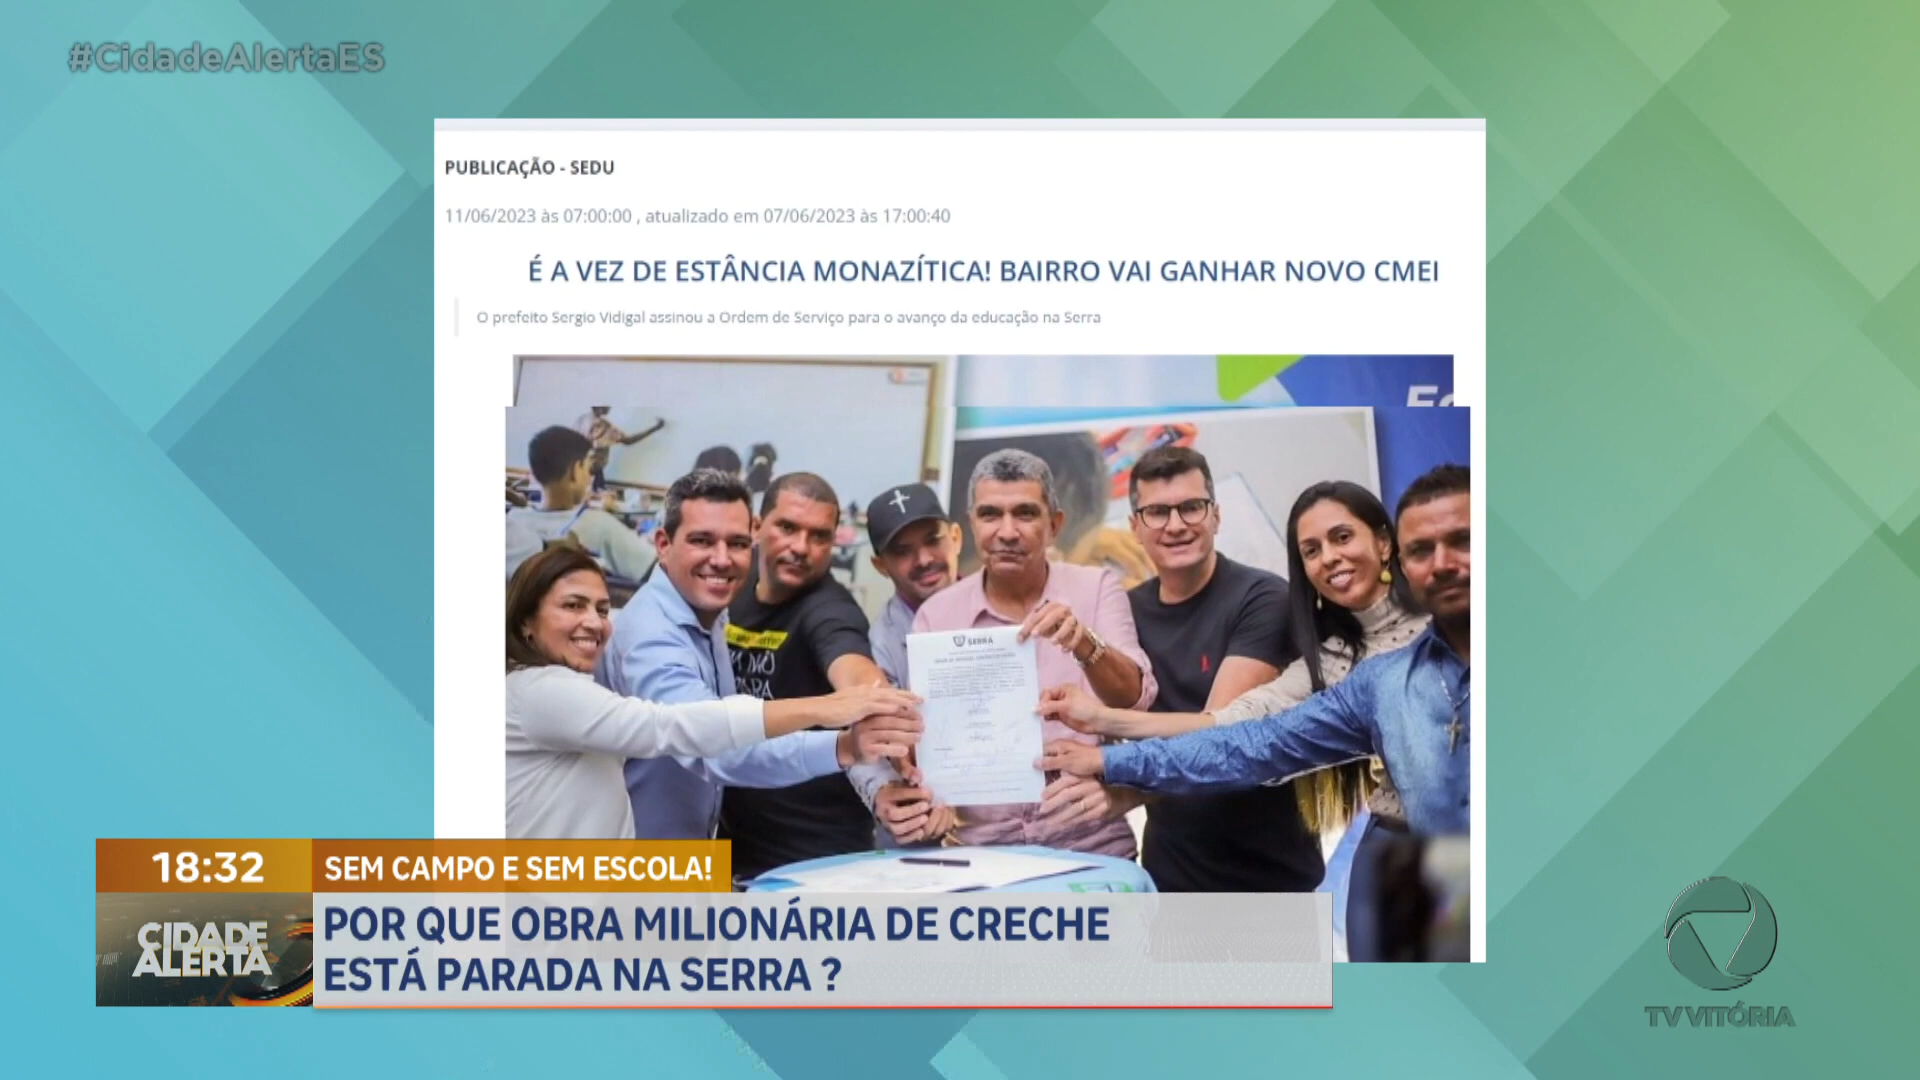 #CidadeAlertaES
PUBLICAÇÃO - SEDU
11/06/2023 às 07:00:00 , atualizado em 07/06/2023 às 17:00:40
É A VEZ DE ESTÂNCIA MONAZÍTICA! BAIRRO VAI GANHAR NOVO CMEI
O prefeito Sergio Vidigal assinou a Ordem de Serviço para o avanço da educação na Serra
SERRA
18:32
SEM CAMPO E SEM ESCOLA!
CIDADE
ALERTA
POR QUE OBRA MILIONÁRIA DE CRECHE
ESTÁ PARADA NA SERRA ?
TV VITÓRIA